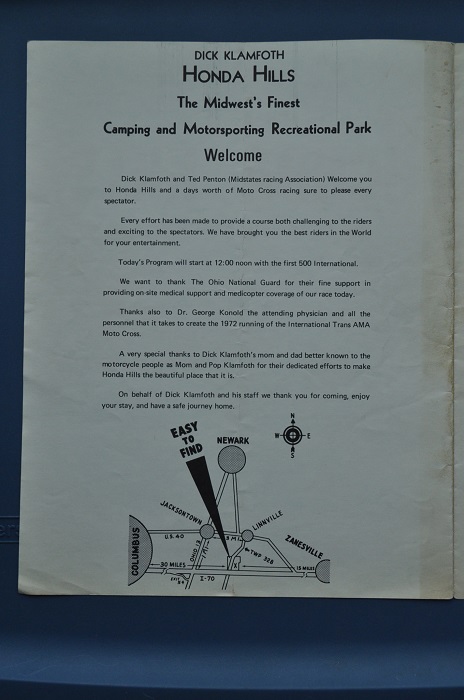 DICK KLAMFOTH
HONDA HILLS
The Midwest's Finest
Camping and Motorsporting Recreational Park
Welcome
Dick Klamfoth and Ted Penton (Midstates racing Association) Welcome you
to Honda Hills and a days worth of Moto Cross racing sure to please every
spectator.
Every effort has been made to provide a course both challenging to the riders
and exciting to the spectators. We have brought you the best riders in the World
for your entertainment.
Today's Program will start at 12:00 noon with the first 500 International.
We want to thank The Ohio National Guard for their fine support in
providing on-site medical support and medicopter coverage of our race today.
Thanks also to Dr. George Konold the attending physician and all the
personnel that it takes to create the 1972 running of the International Trans AMA
Moto Cross.
A very special thanks to Dick Klamfoth's mom and dad better known to the
motorcycle people as Mom and Pop Klamfoth for their dedicated efforts to make
Honda Hills the beautiful place that it is.
On behalf of Dick Klamfoth and his staff we thank you for coming, enjoy
your stay, and have a safe journey home.
EASY
TO
FIND
NEWARK
N
W
E
S
JACKSONTOWN
LINNVILLE
ZANESVILLE
COLUMBUS
U.S. 40
OHIO 13
TWP 328
30 MILES
15 MILES
I-70